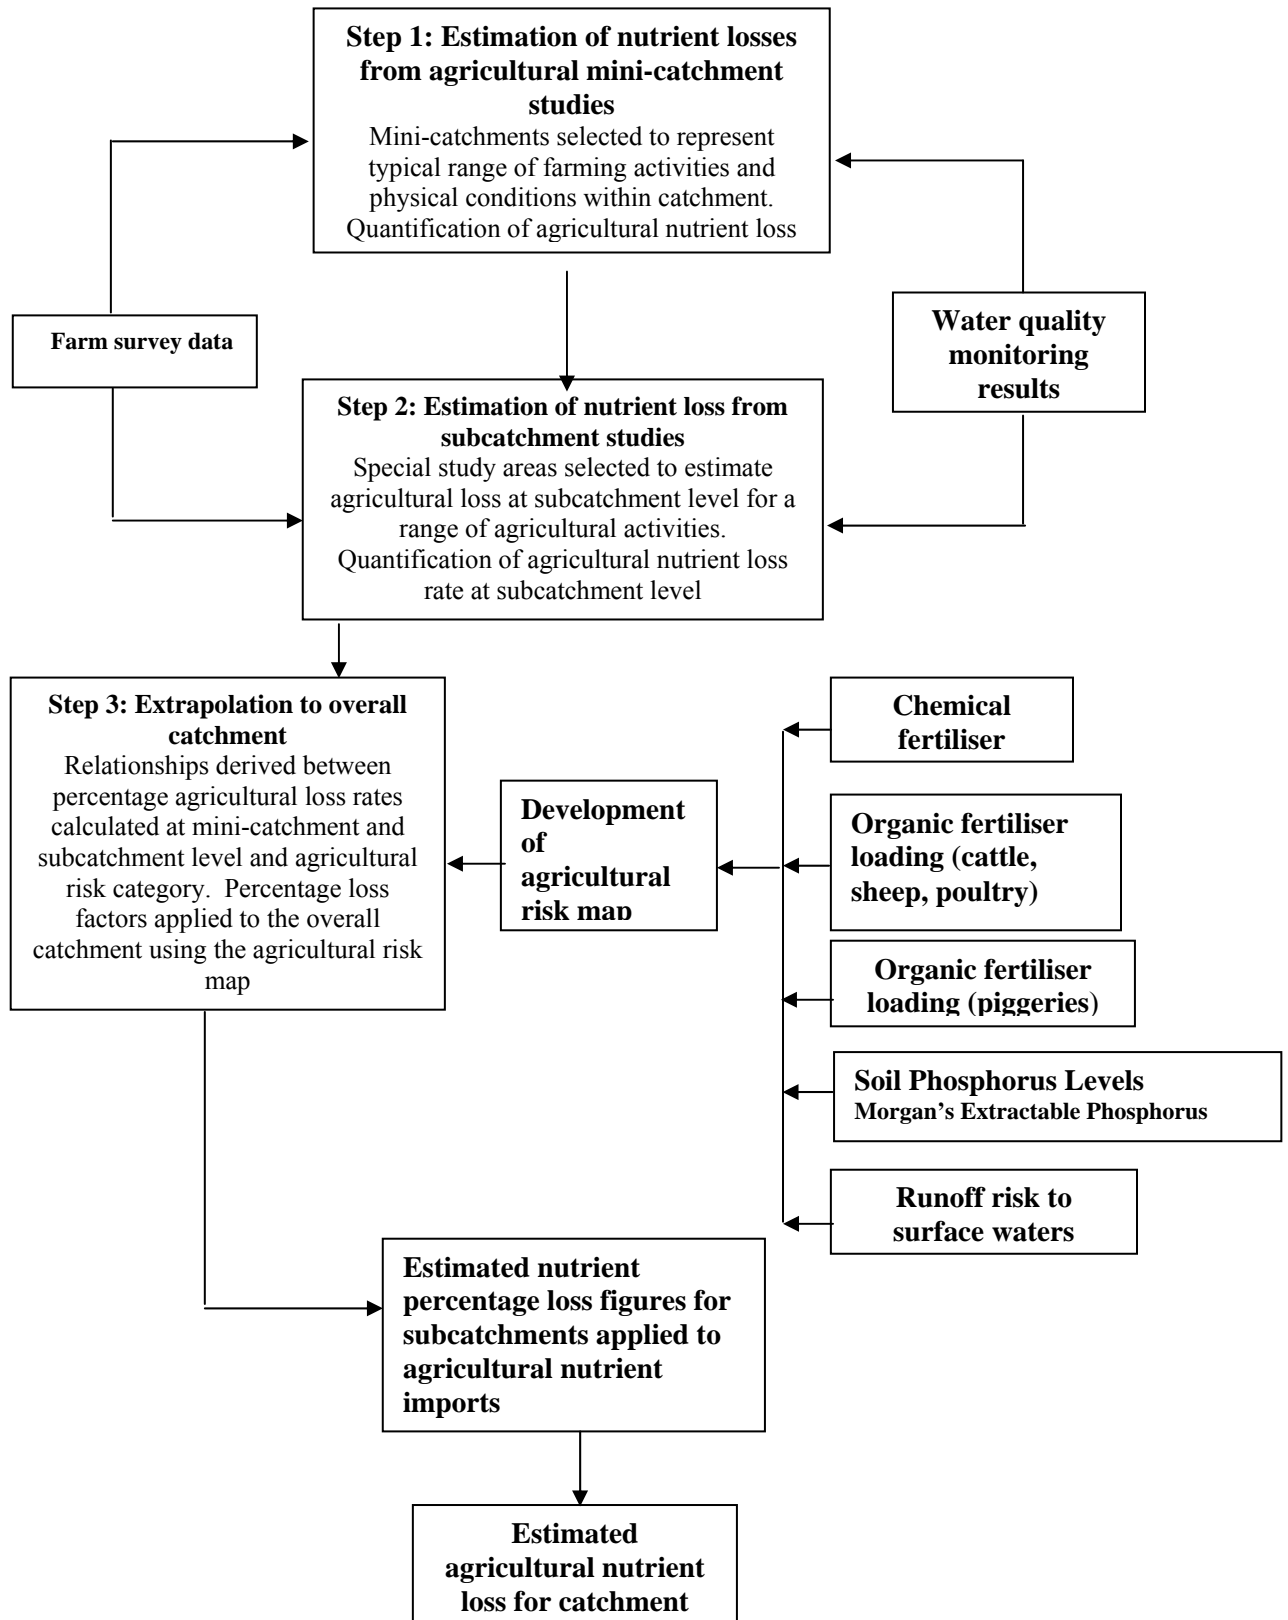 Step 1: Estimation of nutrient losses
from agricultural mini-catchment
studies
Mini-catchments selected to represent
typical range of farming activities and
physical conditions within catchment.
Quantification of agricultural nutrient loss
Farm survey data
Water quality
monitoring
results
Step 2: Estimation of nutrient loss from
subcatchment studies
Special study areas selected to estimate
agricultural loss at subcatchment level for a
range of agricultural activities.
Quantification of agricultural nutrient loss
rate at subcatchment level
Step 3: Extrapolation to overall
catchment
Relationships derived between
percentage agricultural loss rates
calculated at mini-catchment and
subcatchment level and agricultural
risk category.  Percentage loss
factors applied to the overall
catchment using the agricultural risk
map
Development
of
agricultural
risk map
Chemical
fertiliser
Organic fertiliser
loading (cattle,
sheep, poultry)
Organic fertiliser
loading (piggeries)
Soil Phosphorus Levels
Morgan’s Extractable Phosphorus
Runoff risk to
surface waters
Estimated nutrient
percentage loss figures for
subcatchments applied to
agricultural nutrient
imports
Estimated
agricultural nutrient
loss for catchment